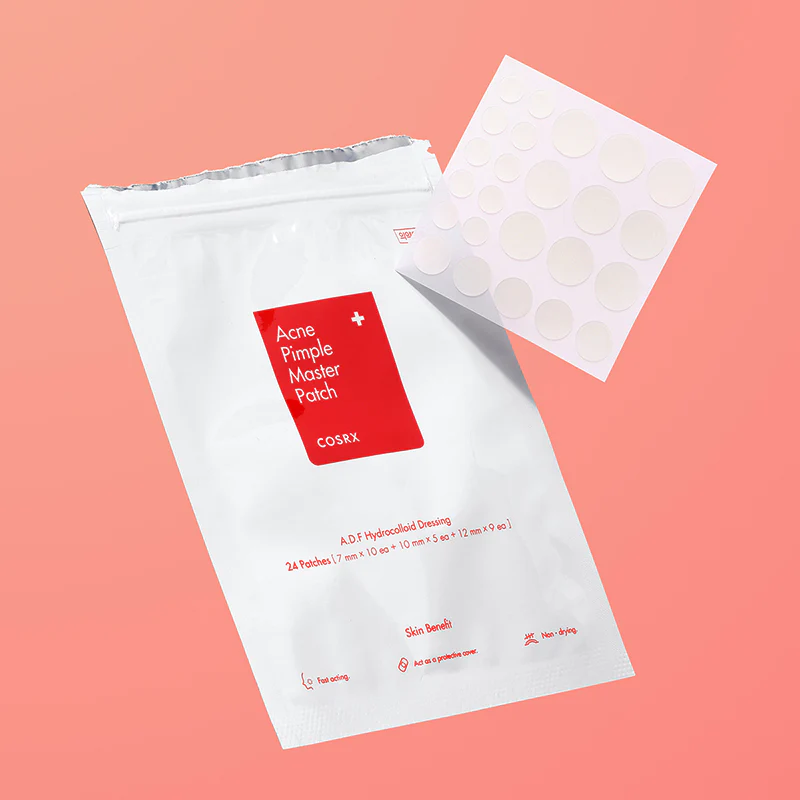 Acne
Pimple
Master
Patch
COSRX
A.D.F Hydrocolloid Dressing
24 Patches [ 7 mm x 10 ea + 10 mm x 5 ea + 12 mm x 9 ea ]
Skin Benefit
Fast acting.
Act as a protective cover.
Non - drying.